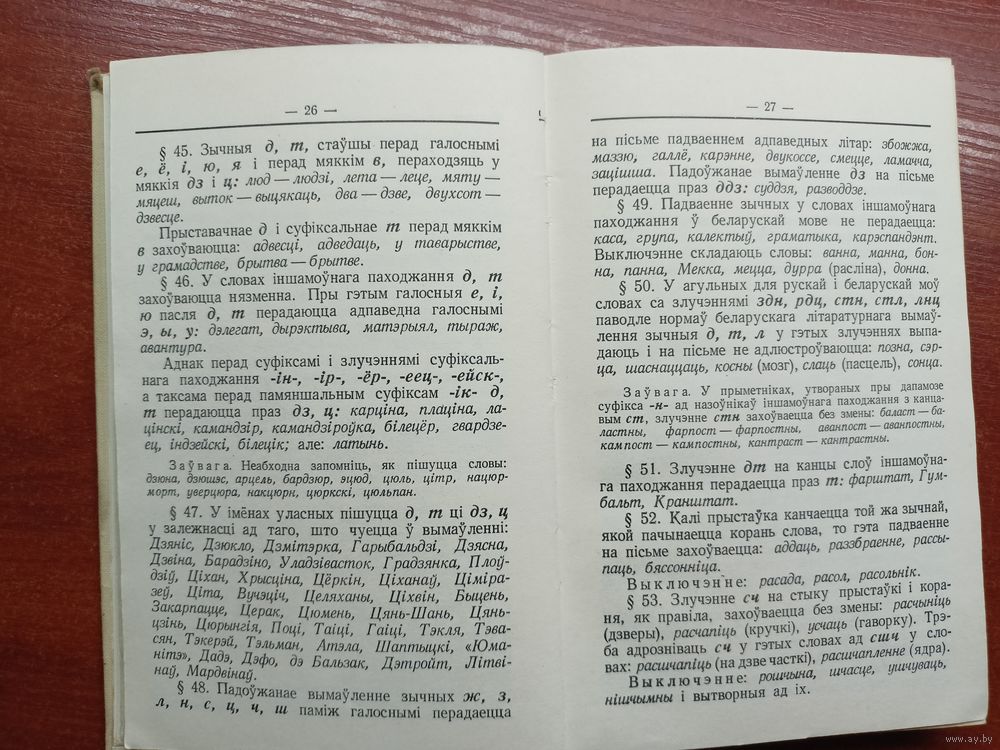 — 26 —
§ 45. Зычныя д, т, стаўшы перад галоснымі
е, ё, і, ю, я і перад мяккім в, пераходзяць у
мяккія дз і ц: люд — людзі, лета — леце, мяту —
мяцеш, выток — выцякаць, два — дзве, двухсот —
дзвесце.
Прыставачнае д і суфіксальнае т перад мяккім
в захоўваюцца: адвесці, адведаць, у таварыстве,
у грамадстве, брытва — брытве.
§ 46. У словах іншамоўнага паходжання д, т
захоўваюцца нязменна. Пры гэтым галосныя е, і,
ю пасля д, т перадаюцца адпаведна галоснымі
э, ы, у: дэлегат, дырэктыва, матэрыял, тыраж,
авантура.
Аднак перад суфіксамі і злучэннямі суфіксаль-
нага паходжання -ін-, -ір-, -ёр-, -еец-, -ейск-,
а таксама перад памяншальным суфіксам -ік- д,
т перадаюцца праз дз, ц: карціна, плаціна, ла-
цінскі, камандзір, камандзіроўка, білецёр, гвардзе-
ец, індзейскі, білецік; але: латынь.
Заўвага. Неабходна запомніць, як пішуцца словы:
дзюна, дзюшэс, арцель, бардзюр, эцюд, цюль, цітр, нацюр-
морт, уверцюра, накцюрн, цюркскі, цюльпан.
§ 47. У імёнах уласных пішуцца д, т ці дз, ц
у залежнасці ад таго, што чуецца ў вымаўленні:
Дзяніс, Дзюкло, Дзмітэрка, Гарыбальдзі, Дзясна,
Дзвіна, Барадзіно, Уладзівасток, Градзянка, Плоў-
дзіў, Ціхан, Хрысціна, Цёркін, Ціханаў, Ціміра-
зеў, Ціта, Вучэціч, Целяханы, Ціхвін, Быцень,
Закарпацце, Церак, Цюмень, Цянь-Шань, Цянь-
цзінь, Цюрынгія, Поці, Таіці, Гаіці, Тэкля, Тэва-
сян, Тэкерэй, Тэльман, Атэла, Шаптыцкі, «Юма-
нітэ», Дадэ, Дэфо, дэ Бальзак, Дэтройт, Літві-
наў, Мардвінаў.
§ 48. Падоўжанае вымаўленне зычных ж, з,
л, н, с, ц, ч, ш паміж галоснымі перадаецца
— 27 —
на пісьме падваеннем адпаведных літар: збожжа,
маззю, галлё, карэнне, двукоссе, смецце, ламачча,
зацішша. Падоўжанае вымаўленне дз на пісьме
перадаецца праз ддз: суддзя, разводдзе.
§ 49. Падваенне зычных у словах іншамоўнага
паходжання ў беларускай мове не перадаецца:
каса, група, калектыў, граматыка, карэспандэнт.
Выключэнне складаюць словы: ванна, манна, бон-
на, панна, Мекка, мецца, дурра (расліна), донна.
§ 50. У агульных для рускай і беларускай моў
словах са злучэннямі здн, рдц, стн, стл, лнц
паводле нормаў беларускага літаратурнага вымаў-
лення зычныя д, т, л у гэтых злучэннях выпа-
даюць і на пісьме не адлюстроўваюцца: позна, сэр-
ца, шаснаццаць, косны (мозг), слаць (пасцель), сонца.
Заўвага. У прыметніках, утвораных пры дапамозе
суфікса -н- ад назоўнікаў іншамоўнага паходжання з канца-
вым ст, злучэнне стн захоўваецца без змены: баласт — ба-
ластны, фарпост — фарпостны, аванпост — аванпостны,
кампост — кампостны, кантраст — кантрастны.
§ 51. Злучэнне дт на канцы слоў іншамоўна-
га паходжання перадаецца праз т: фарштат, Гум-
бальт, Кранштат.
§ 52. Калі прыстаўка канчаецца той жа зычнай,
якой пачынаецца корань слова, то гэта падваенне
на пісьме захоўваецца: аддаць, раззбраенне, рассы-
паць, бяссонніца.
Выключэнне: расада, расол, расольнік.
§ 53. Злучэнне сч на стыку прыстаўкі і кора-
ня, як правіла, захоўваецца без змены: расчыніць
(дзверы), расчапіць (кручкі), усчаць (гаворку). Трэ-
ба адрозніваць сч у гэтых словах ад сшч у сло-
вах: расшчапіць (на дзве часткі), расшчапленне (ядра).
Выключэнне: рошчына, шчасце, ушчуваць,
нішчымны і вытворныя ад іх.
www.ay.by